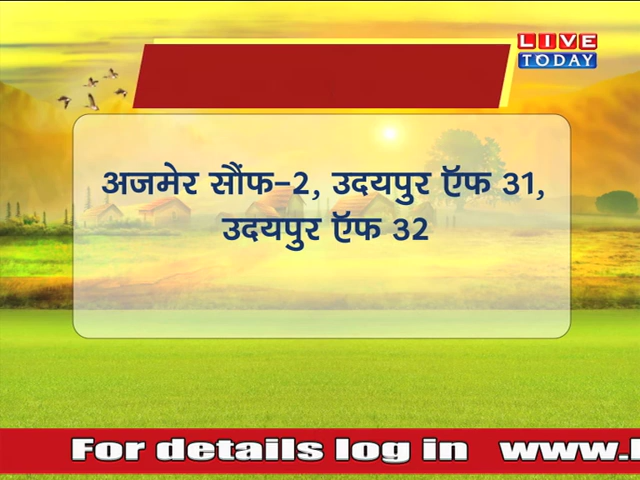 LIVE
TODAY
अजमेर सौंफ-2, उदयपुर ऍफ 31,
उदयपुर ऍफ 32
For details log in www.